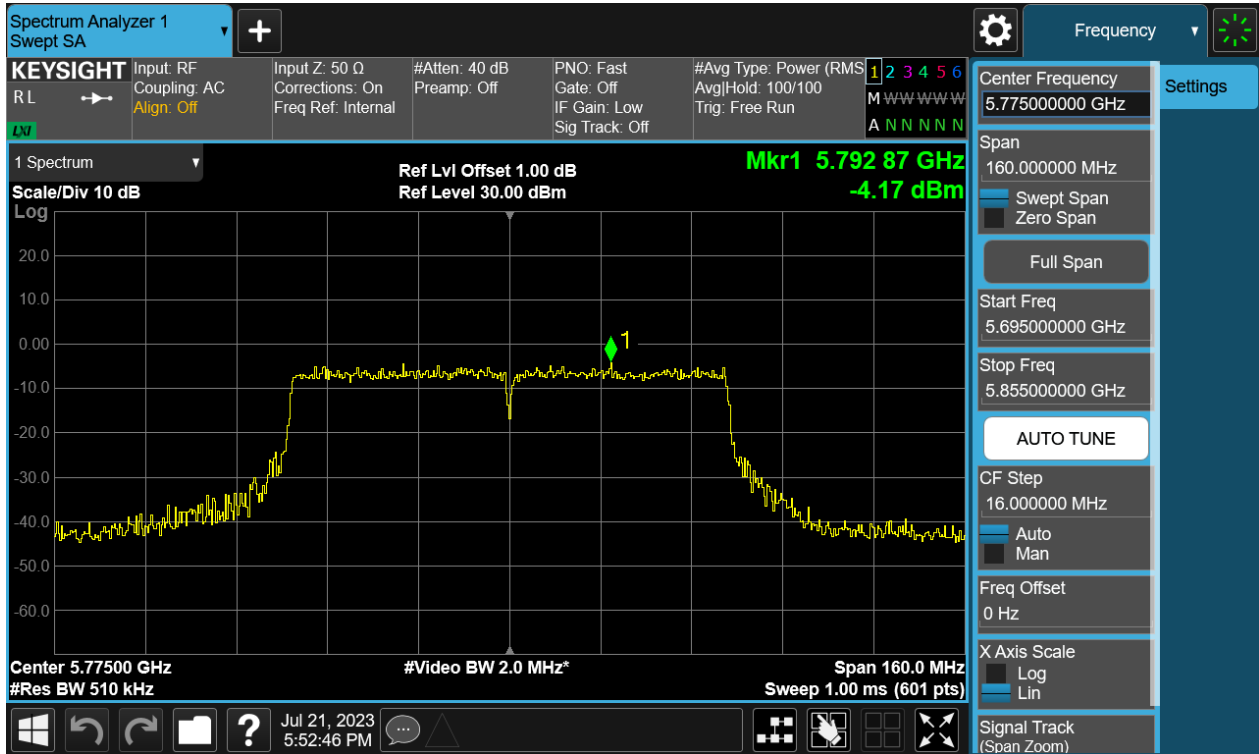 Spectrum Analyzer 1
Swept SA
Frequency
KEYSIGHT
R L
LXI
Input: RF
Coupling: AC
Align: Off
Input Z: 50 Ω
Corrections: On
Freq Ref: Internal
#Atten: 40 dB
Preamp: Off
PNO: Fast
Gate: Off
IF Gain: Low
Sig Track: Off
#Avg Type: Power (RMS
Avg|Hold: 100/100
Trig: Free Run
1 2 3 4 5 6
M W W W W W
A N N N N N
1 Spectrum
Scale/Div 10 dB
Log
Ref Lvl Offset 1.00 dB
Ref Level 30.00 dBm
Mkr1 5.792 87 GHz
-4.17 dBm
20.0
10.0
0.00
-10.0
-20.0
-30.0
-40.0
-50.0
-60.0
1
Center 5.77500 GHz
#Res BW 510 kHz
#Video BW 2.0 MHz*
Span 160.0 MHz
Sweep 1.00 ms (601 pts)
Center Frequency
5.775000000 GHz
Span
160.000000 MHz
Swept Span
Zero Span
Full Span
Start Freq
5.695000000 GHz
Stop Freq
5.855000000 GHz
AUTO TUNE
CF Step
16.000000 MHz
Auto
Man
Freq Offset
0 Hz
X Axis Scale
Log
Lin
Signal Track
(Span Zoom)
Settings
?
Jul 21, 2023
5:52:46 PM